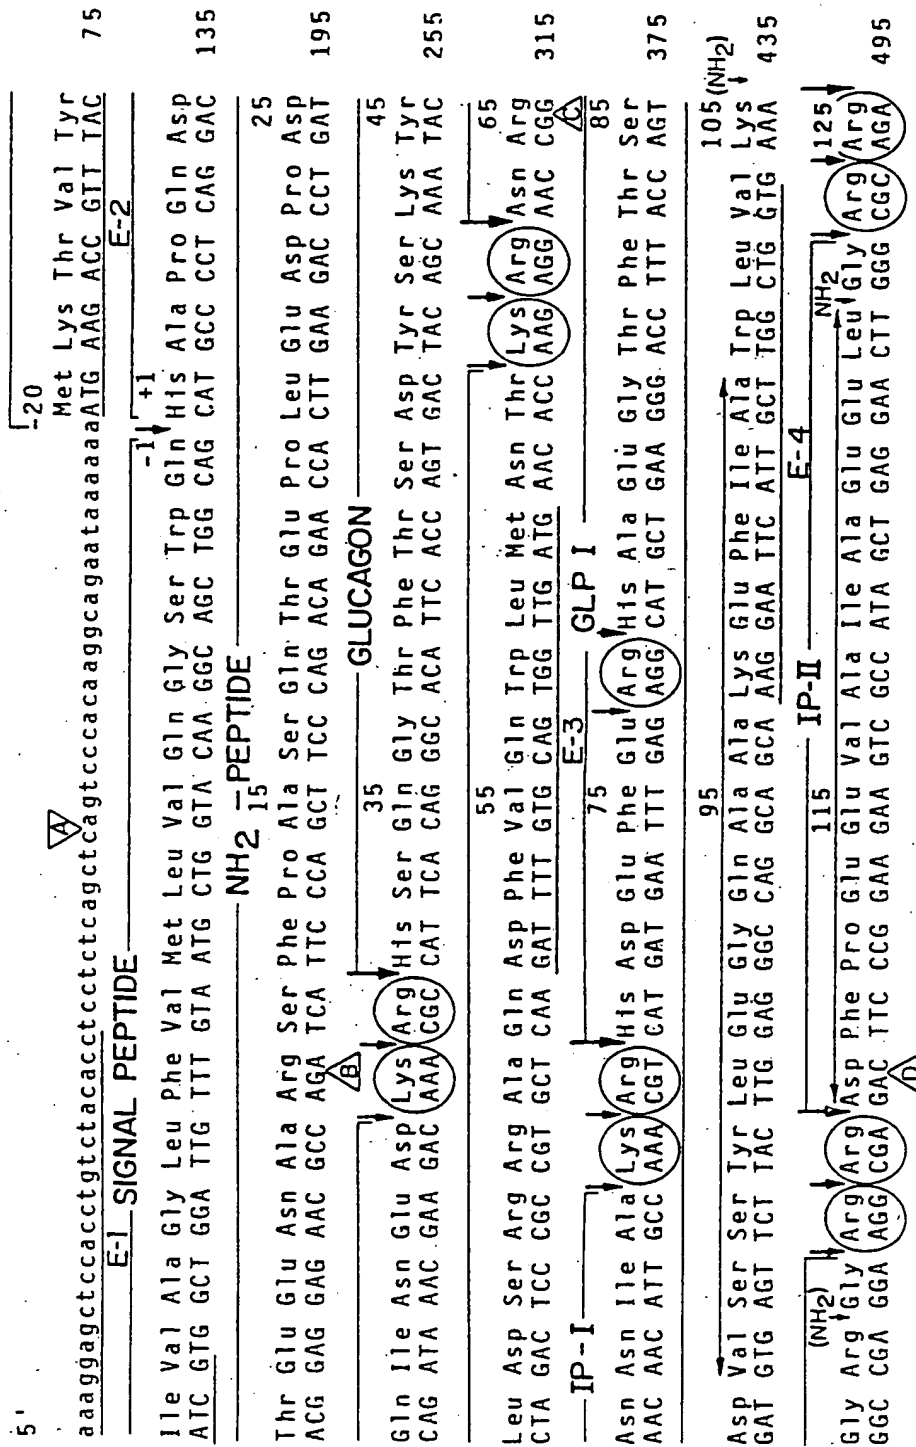 5'
-20
Met Lys Thr Val Tyr
A
aaaggagctccacctgtctacacctcctctcagctcagtcccacaaggcagaataaaaaaATG AAG ACC GTT TAC 75
E-1 SIGNAL PEPTIDE -1 +1 E-2
Ile Val Ala Gly Leu Phe Val Met Leu Val Gln Gly Ser Trp Gln His Ala Pro Gln Asp
ATC GTG GCT GGA TTG TTT GTA ATG CTG GTA CAA GGC AGC TGG CAG CAT GCC CCT CAG GAC 135
NH2-PEPTIDE
15 25
Thr Glu Glu Asn Ala Arg Ser Phe Pro Ala Ser Gln Thr Glu Pro Leu Glu Asp Pro Asp
ACG GAG GAG AAC GCC AGA TCA TTC CCA GCT TCC CAG ACA GAA CCA CTT GAA GAC CCT GAT 195
B
GLUCAGON
35 45
Gln Ile Asn Glu Asp Lys Arg His Ser Gln Gly Thr Phe Thr Ser Asp Tyr Ser Lys Tyr
CAG ATA AAC GAA GAC AAA CGC CAT TCA CAG GGC ACA TTC ACC AGT GAC TAC AGC AAA TAC 255
55 65
Leu Asp Ser Arg Arg Ala Gln Asp Phe Val Gln Trp Leu Met Asn Thr Lys Arg Asn Arg
CTA GAC TCC CGC CGT GCT CAA GAT TTT GTG CAG TGG TTG ATG AAC ACC AAG AGG AAC CGG 315
C
IP-I E-3 GLP I
75 85
Asn Asn Ile Ala Lys Arg His Asp Glu Phe Glu Arg His Ala Glu Gly Thr Phe Thr Ser
AAC AAC ATT GCC AAA CGT CAT GAT GAA TTT GAG AGG CAT GCT GAA GGG ACC TTT ACC AGT 375
95 105 (NH2)
Asp Val Ser Ser Tyr Leu Glu Gly Gln Ala Ala Lys Glu Phe Ile Ala Trp Leu Val Lys
GAT GTG AGT TCT TAC TTG GAG GGC CAG GCA GCA AAG GAA TTC ATT GCT TGG CTG GTG AAA 435
IP-II E-4
(NH2) 115 NH2 125
Gly Arg Gly Arg Arg Asp Phe Pro Glu Glu Val Ala Ile Ala Glu Glu Leu Gly Arg Arg
GGC CGA GGA AGG CGA GAC TTC CCG GAA GAA GTC GCC ATA GCT GAG GAA CTT GGG CGC AGA 495
D